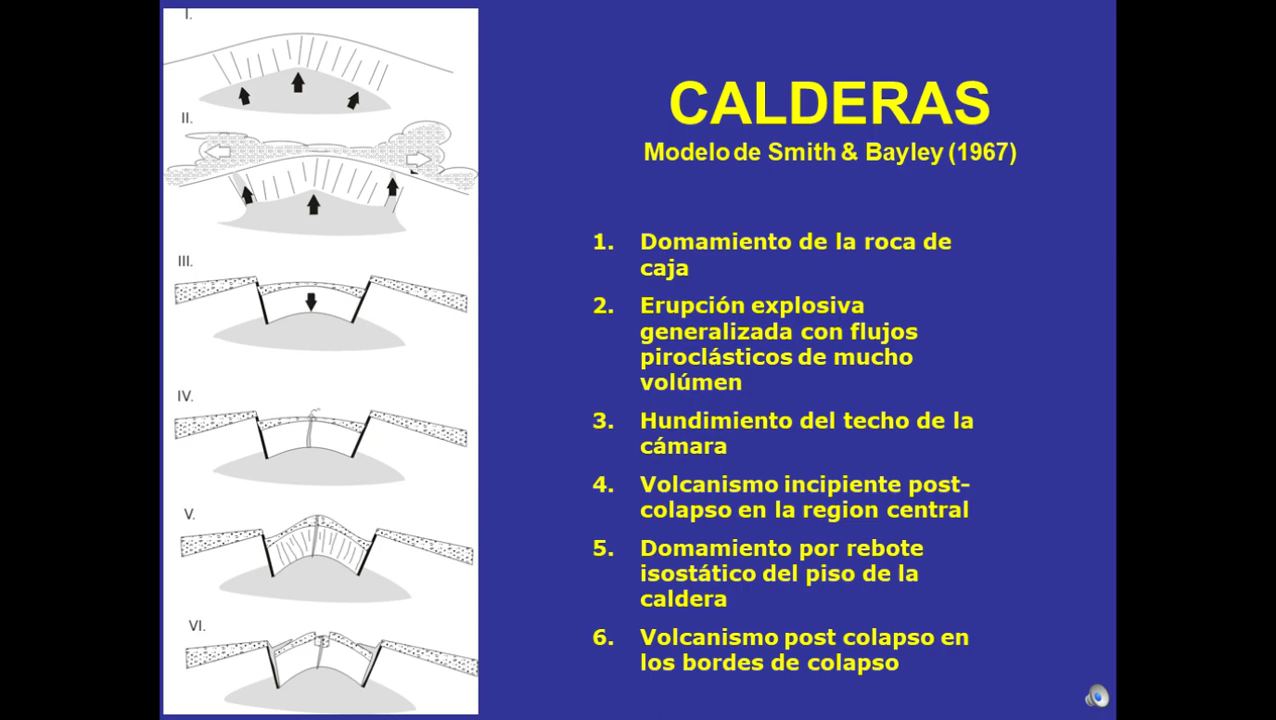 I.
II.
III.
IV.
V.
VI.
CALDERAS
Modelo de Smith & Bayley (1967)
1. Domamiento de la roca de
caja
2. Erupción explosiva
generalizada con flujos
piroclásticos de mucho
volúmen
3. Hundimiento del techo de la
cámara
4. Volcanismo incipiente post-
colapso en la region central
5. Domamiento por rebote
isostático del piso de la
caldera
6. Volcanismo post colapso en
los bordes de colapso